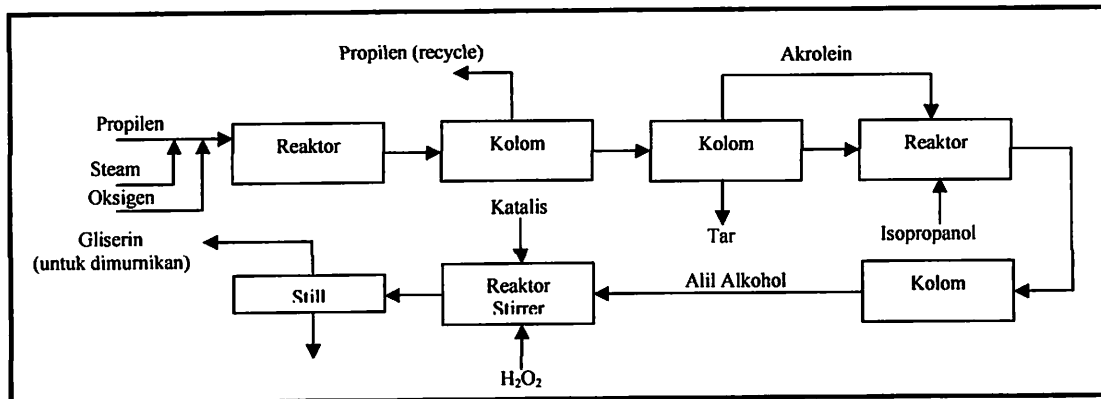 Propilen (recycle)
Akrolein
Propilen
Reaktor
Kolom
Kolom
Reaktor
Steam
Oksigen
Katalis
Tar
Isopropanol
Gliserin
(untuk dimurnikan)
Still
Reaktor
Stirrer
Alil Alkohol
Kolom
H₂O₂